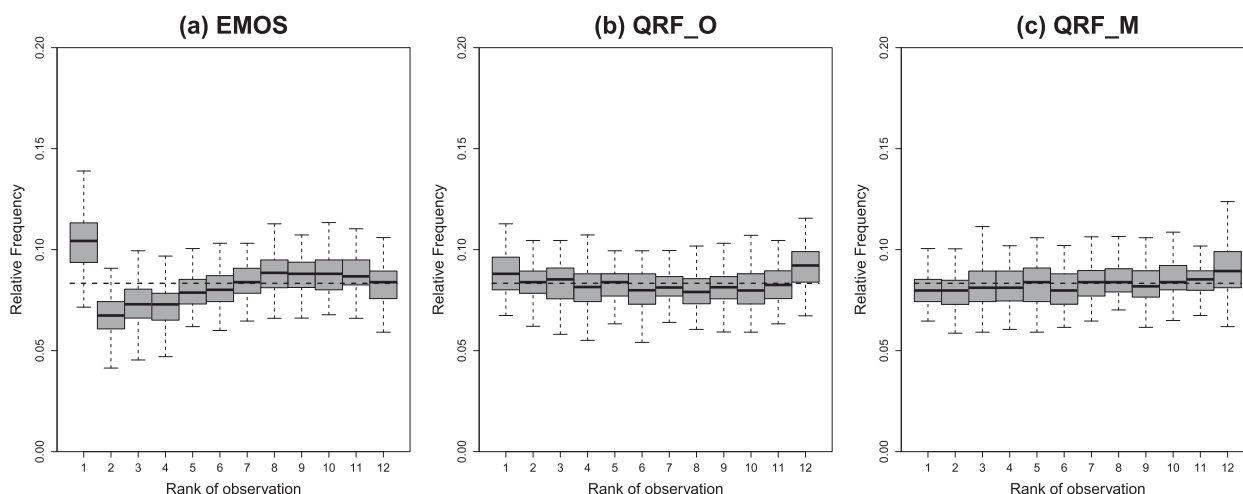 (a) EMOS
(b) QRF_O
(c) QRF_M
Relative Frequency
0.00 0.05 0.10 0.15 0.20
1 2 3 4 5 6 7 8 9 10 11 12
Rank of observation
Relative Frequency
0.00 0.05 0.10 0.15 0.20
1 2 3 4 5 6 7 8 9 10 11 12
Rank of observation
Relative Frequency
0.00 0.05 0.10 0.15 0.20
1 2 3 4 5 6 7 8 9 10 11 12
Rank of observation